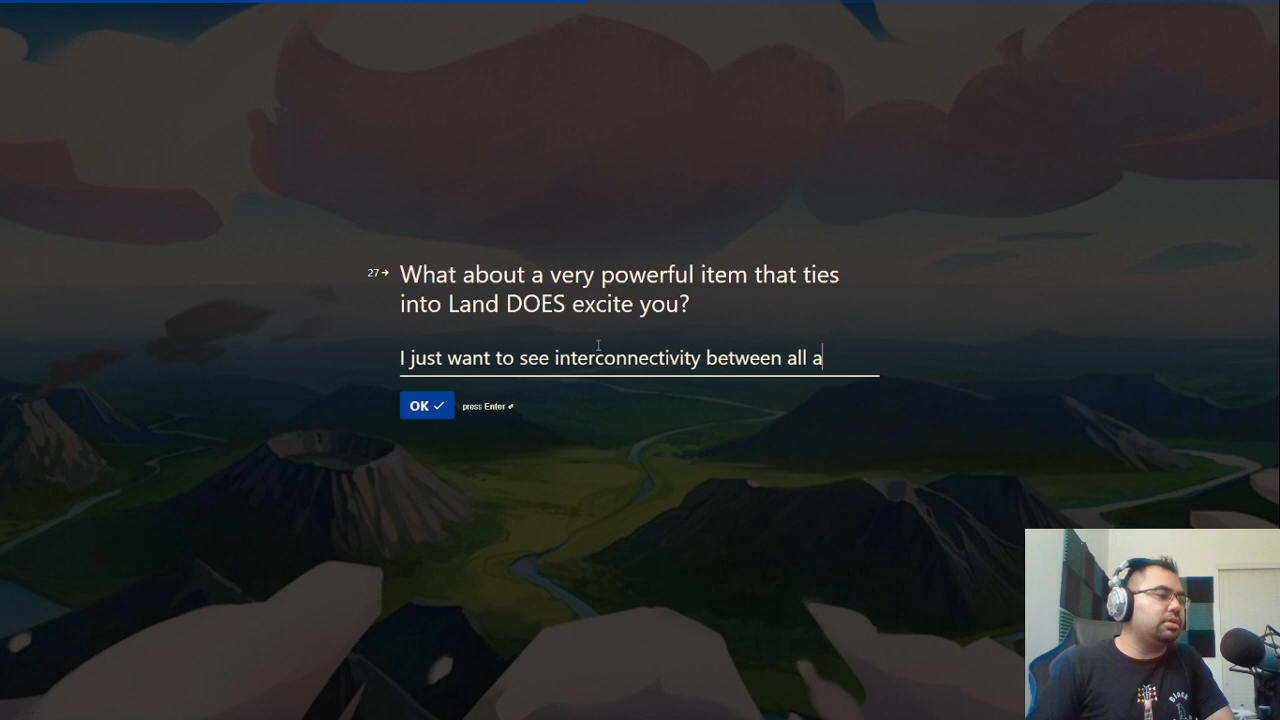 27→ What about a very powerful item that ties
into Land DOES excite you?
I just want to see interconnectivity between all a
OK ✓ press Enter ↵